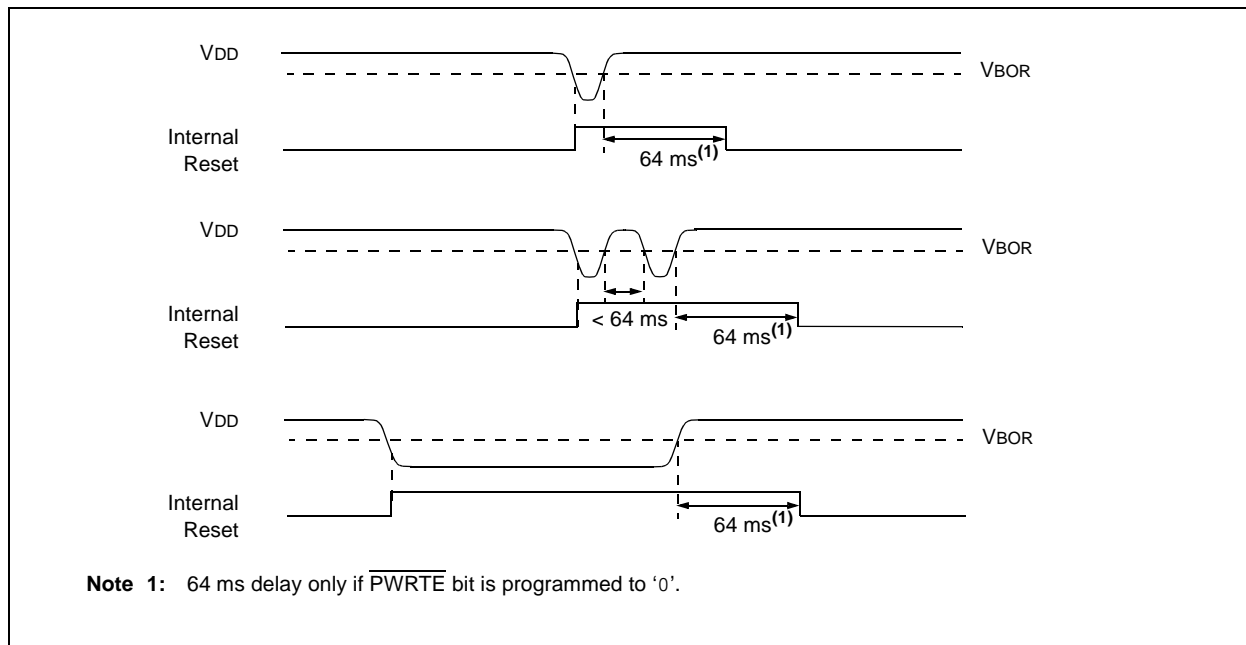 VDD
VBOR
Internal
Reset
64 ms(1)
VDD
VBOR
Internal
Reset
< 64 ms
64 ms(1)
VDD
VBOR
Internal
Reset
64 ms(1)
Note 1: 64 ms delay only if PWRTE bit is programmed to ‘0’.